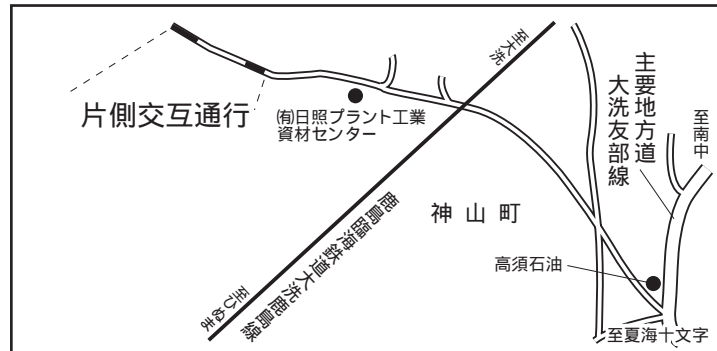 至大洗
主要地方道
大洗友部線
至南中
片側交互通行
㈲日照プラント工業
資材センター
神山町
鹿島臨海鉄道大洗鹿島線
高須石油
至ひぬま
至夏海十文字